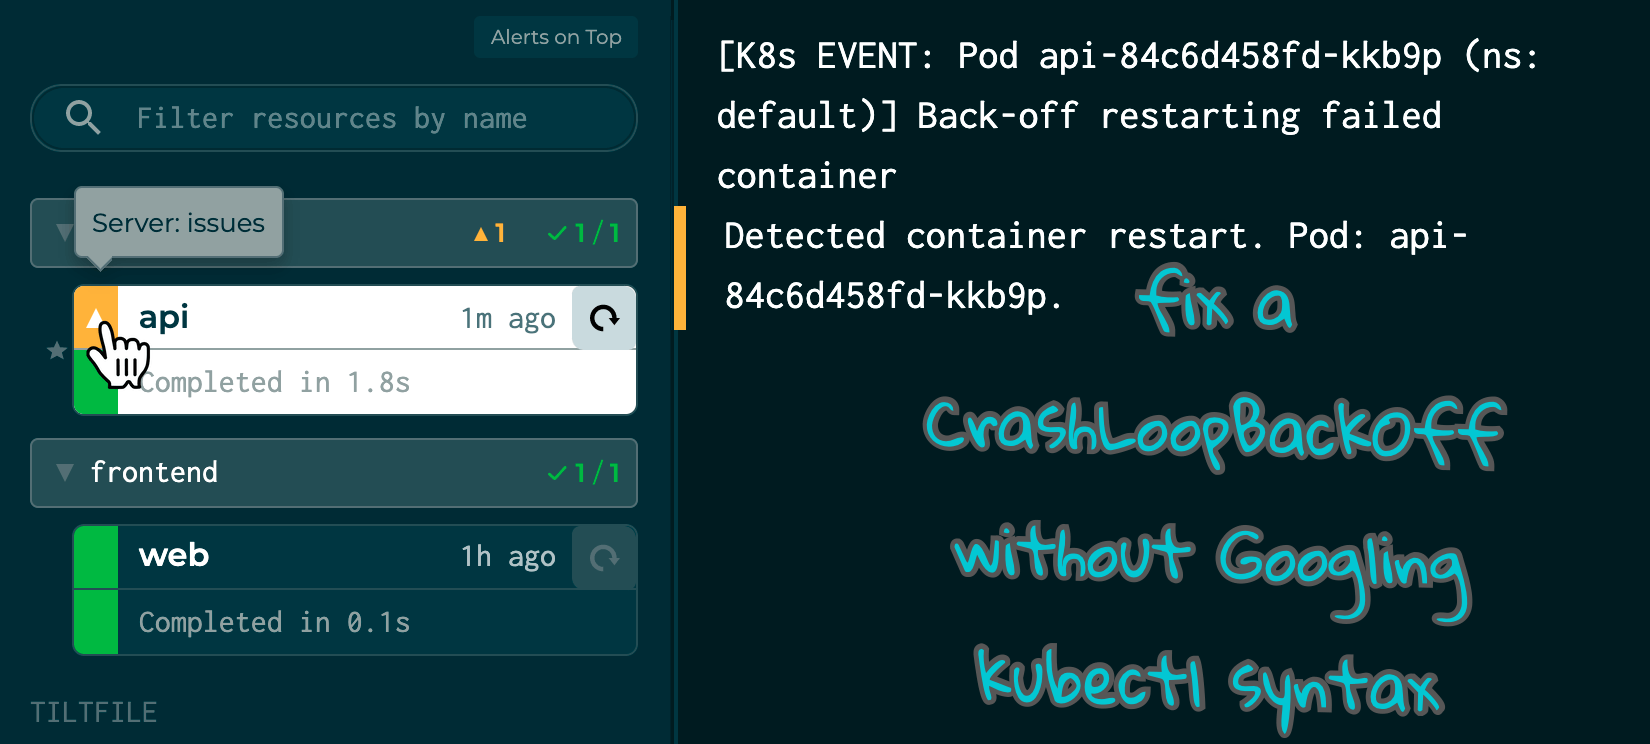 Alerts on Top
Filter resources by name
Server: issues
▲1 ✓1/1
api 1m ago
Completed in 1.8s
frontend ✓1/1
web 1h ago
Completed in 0.1s
TILTFILE
[K8s EVENT: Pod api-84c6d458fd-kkb9p (ns:
default)] Back-off restarting failed
container
Detected container restart. Pod: api-
84c6d458fd-kkb9p.
fix a
CrashLoopBackOff
without Googling
kubectl syntax